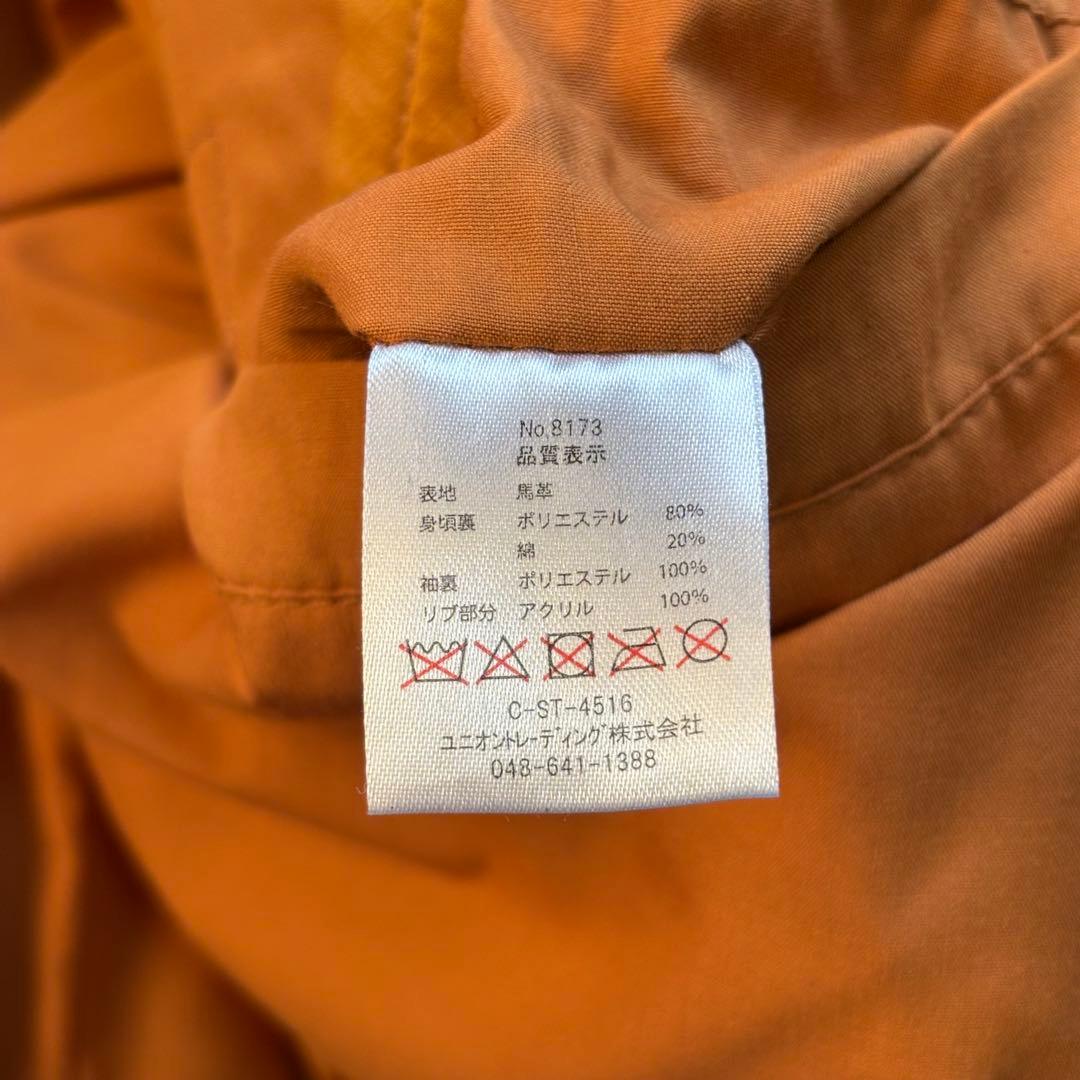 No.8173
品質表示
表地 馬革
身頃裏 ポリエステル 80%
綿 20%
袖裏 ポリエステル 100%
リブ部分 アクリル 100%
C-ST-4516
ユニオントレーディング株式会社
048-641-1388